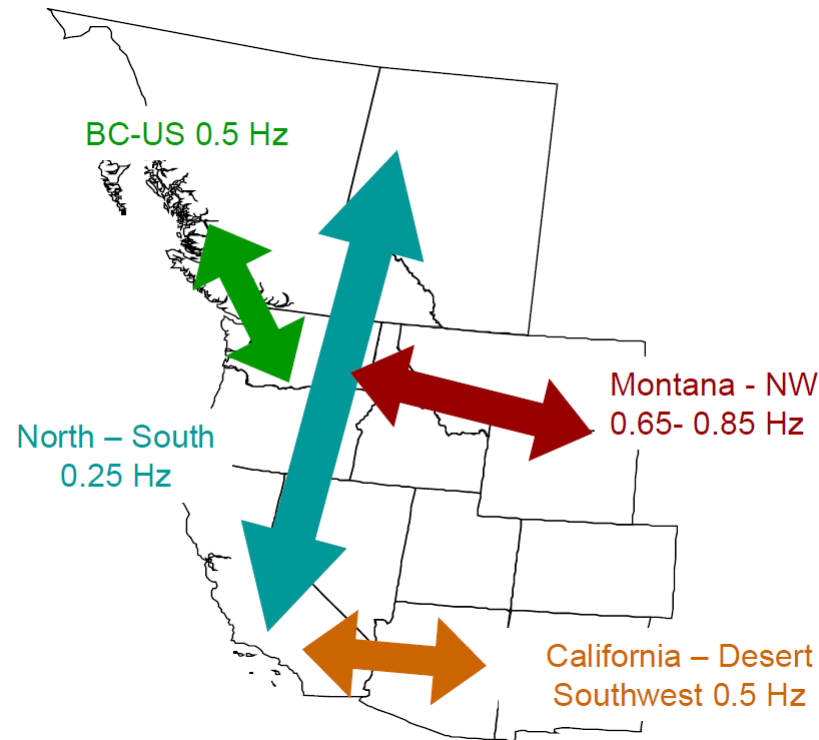 BC-US 0.5 Hz
Montana - NW
0.65- 0.85 Hz
North – South
0.25 Hz
California – Desert
Southwest 0.5 Hz